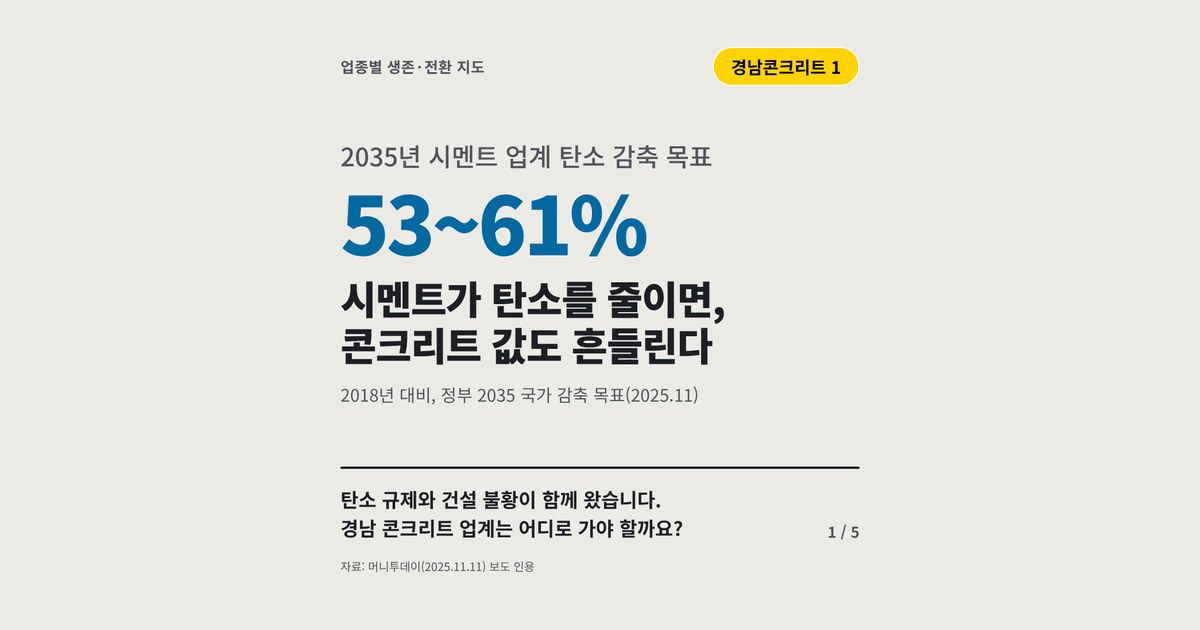 업종별 생존·전환 지도
경남콘크리트 1
2035년 시멘트 업계 탄소 감축 목표
53~61%
시멘트가 탄소를 줄이면,
콘크리트 값도 흔들린다
2018년 대비, 정부 2035 국가 감축 목표(2025.11)
탄소 규제와 건설 불황이 함께 왔습니다.
경남 콘크리트 업계는 어디로 가야 할까요?
1 / 5
자료: 머니투데이(2025.11.11) 보도 인용